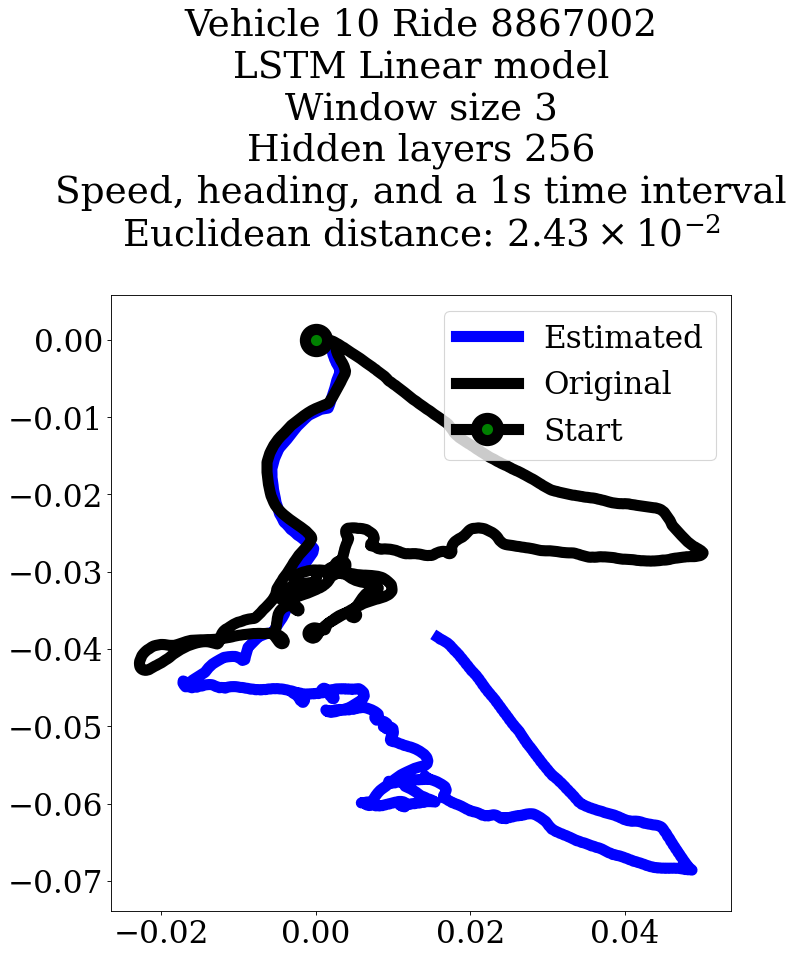 Vehicle 10 Ride 8867002
LSTM Linear model
Window size 3
Hidden layers 256
Speed, heading, and a 1s time interval
Euclidean distance: 2.43 × 10⁻²
Estimated
Original
Start
0.00
−0.01
−0.02
−0.03
−0.04
−0.05
−0.06
−0.07
−0.02 0.00 0.02 0.04